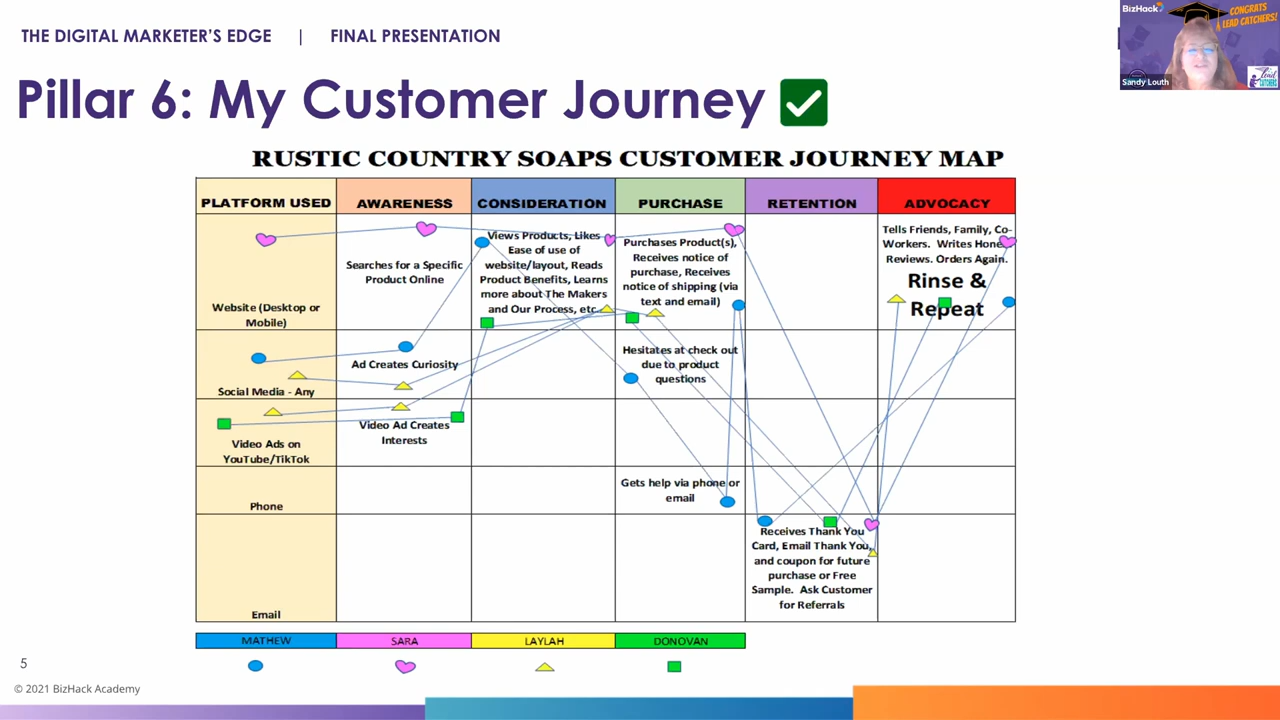 THE DIGITAL MARKETER'S EDGE | FINAL PRESENTATION
BizHack
CONGRATS
LEAD CATCHERS!
Sandy Louth
Lead
CATCHERS
Pillar 6: My Customer Journey
RUSTIC COUNTRY SOAPS CUSTOMER JOURNEY MAP
PLATFORM USED
AWARENESS
CONSIDERATION
PURCHASE
RETENTION
ADVOCACY
Website (Desktop or
Mobile)
Searches for a Specific
Product Online
Views Products, Likes
Ease of use of
website/layout, Reads
Product Benefits, Learns
more about The Makers
and Our Process, etc.
Purchases Product(s),
Receives notice of
purchase, Receives
notice of shipping (via
text and email)
Tells Friends, Family, Co-
Workers. Writes Honest
Reviews. Orders Again.
Rinse &
Repeat
Social Media - Any
Ad Creates Curiosity
Hesitates at check out
due to product
questions
Video Ads on
YouTube/TikTok
Video Ad Creates
Interests
Phone
Gets help via phone or
email
Email
Receives Thank You
Card, Email Thank You,
and coupon for future
purchase or Free
Sample. Ask Customer
for Referrals
MATHEW
SARA
LAYLAH
DONOVAN
5
© 2021 BizHack Academy